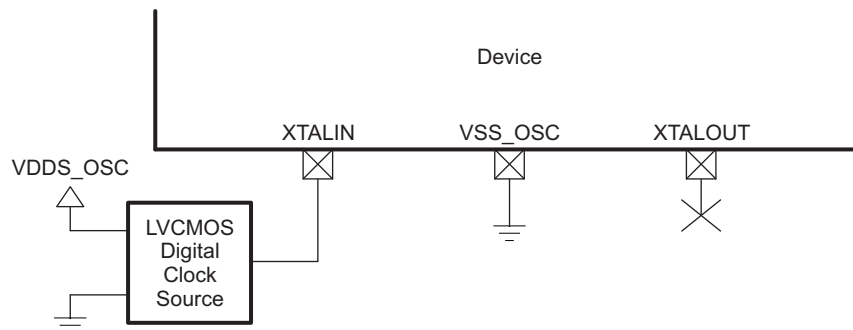 Device
XTALIN
VSS_OSC
XTALOUT
VDDS_OSC
LVCMOS
Digital
Clock
Source